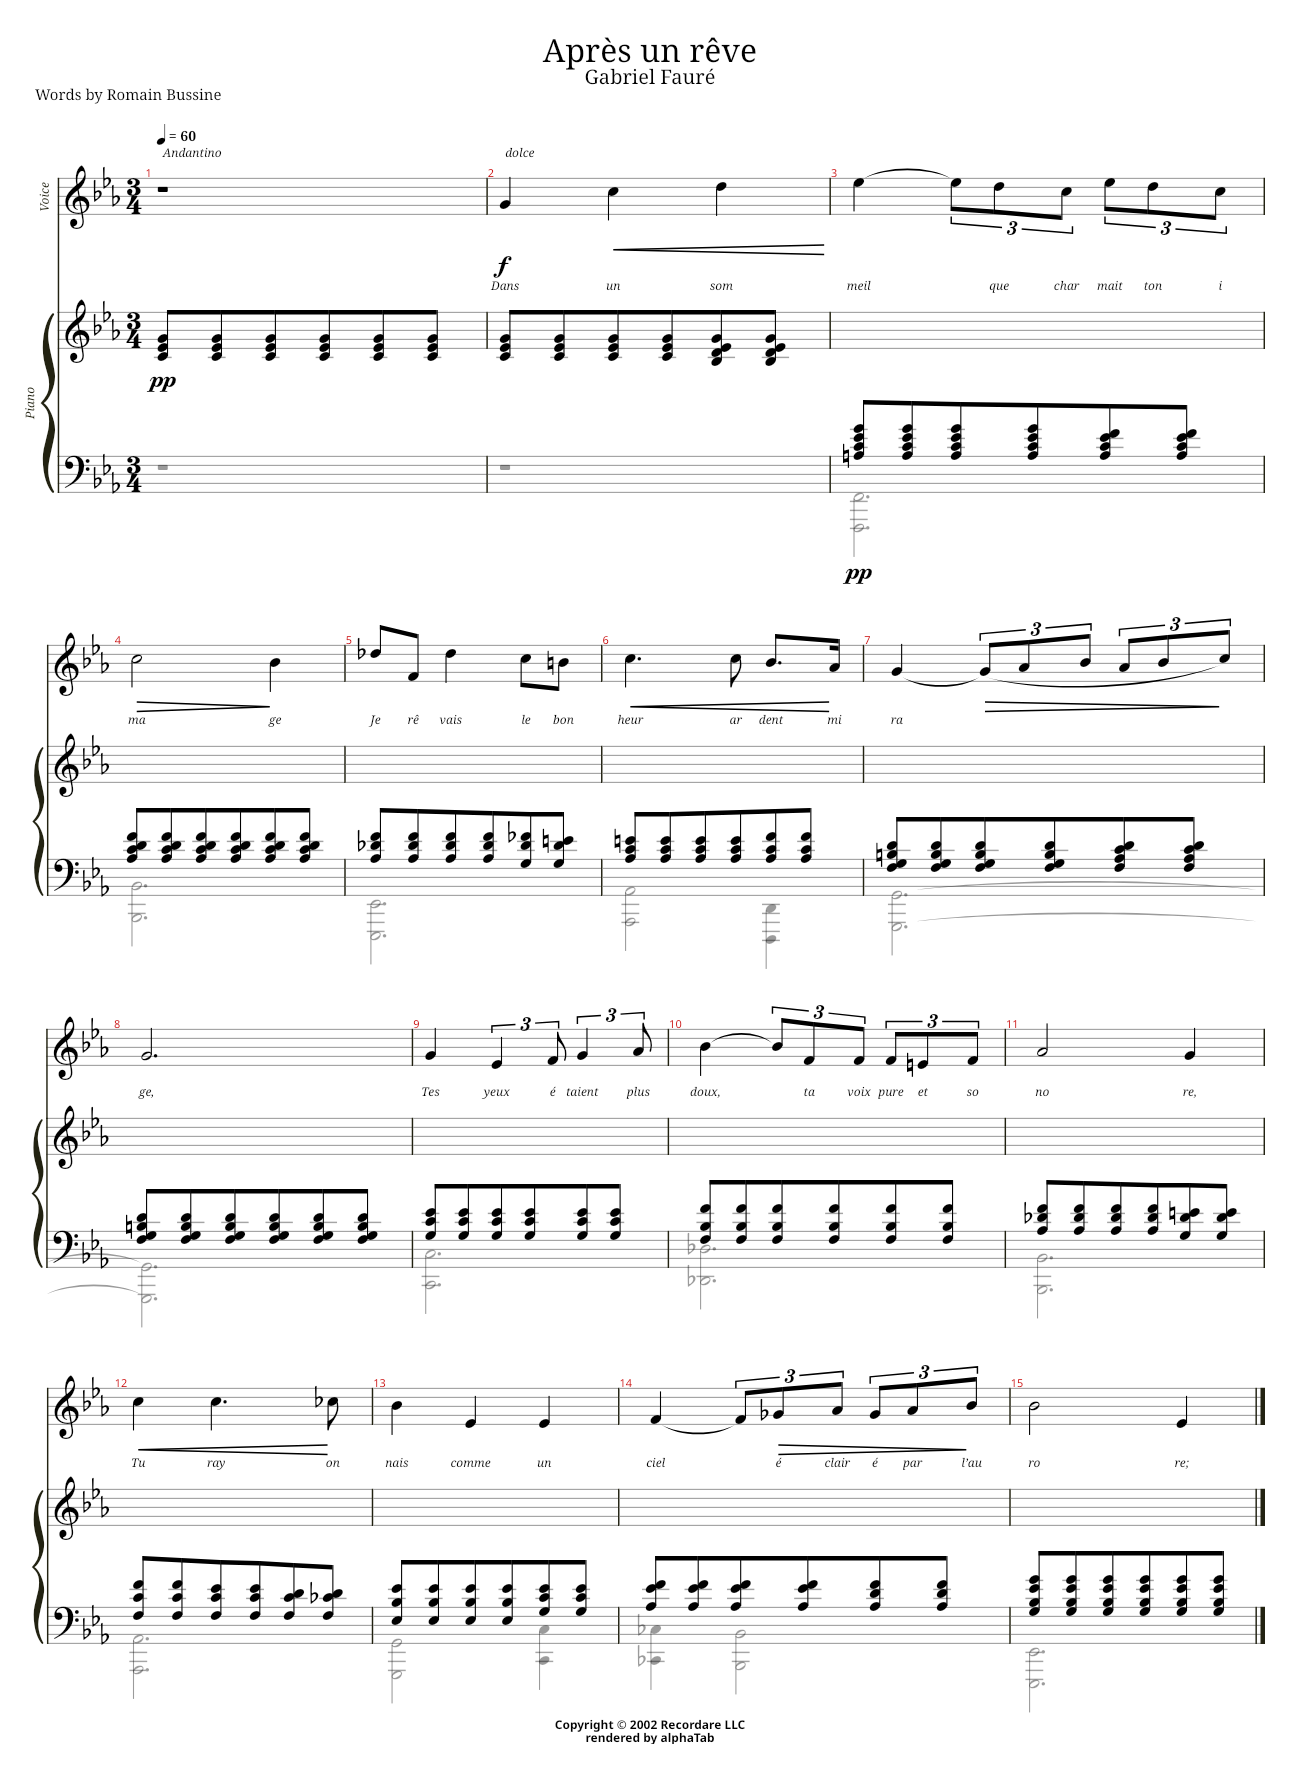 Après un rêve
Gabriel Fauré
Words by Romain Bussine
= 60
Andantino
dolce
1
2
3
Voice
3
4
3
3
f
Dans un som meil que char mait ton i
3
4
pp
Piano
3
4
pp
4
5
6
7
3
3
ma ge Je rê vais le bon heur ar dent mi ra
8
9
10
11
3
3
3
3
ge, Tes yeux é taient plus doux, ta voix pure et so no re,
12
13
14
15
3
3
Tu ray on nais comme un ciel é clair é par l'au ro re;
Copyright © 2002 Recordare LLC
rendered by alphaTab